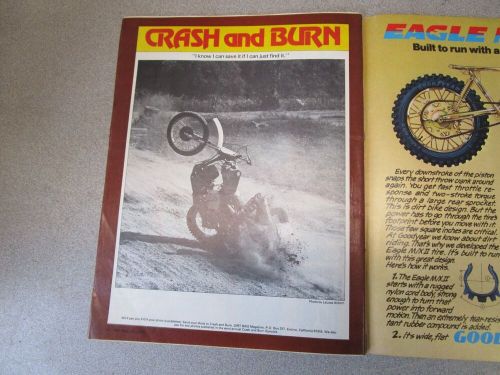 CRASH and BURN
"I know I can save it if I can just find it."
Photo by
EAGLE
Built to run with a
Every downstroke of the piston
snaps the short throw crank around
again. You get fast throttle re-
sponse and two-stroke torque
through a large rear sprocket.
This is dirt bike design. But the
power has to go through the tire's
footprint before you move with it.
Those few square inches are critical.
At Goodyear we know about dirt
riding. That's why we developed the
Eagle M/X II tire. It's built to run
with this great design.
Here's how it works.
1. The Eagle M/X II
starts with a rugged
nylon cord body, strong
enough to turn that
power into forward
motion. Then an extremely tear-resis-
tant rubber compound is added.
2. It's wide, flat
GOOD